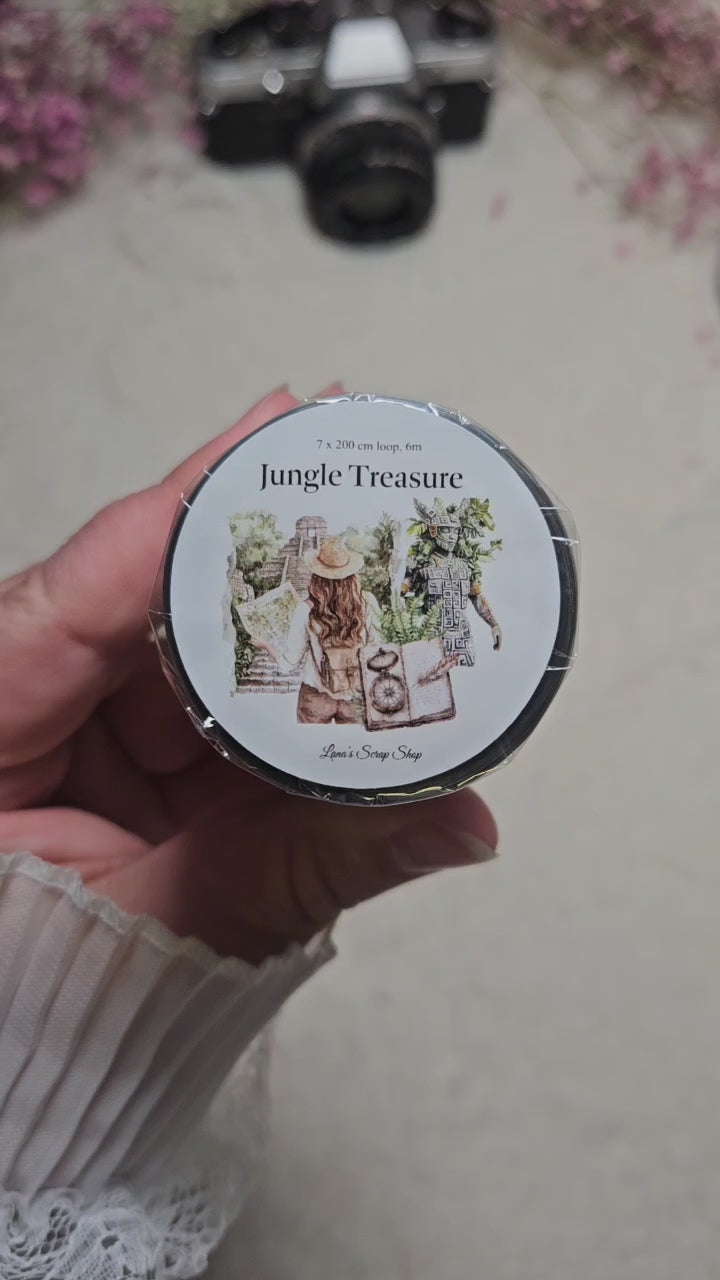 7 x 200 cm loop, 6m
Jungle Treasure
Lana's Scrap Shop